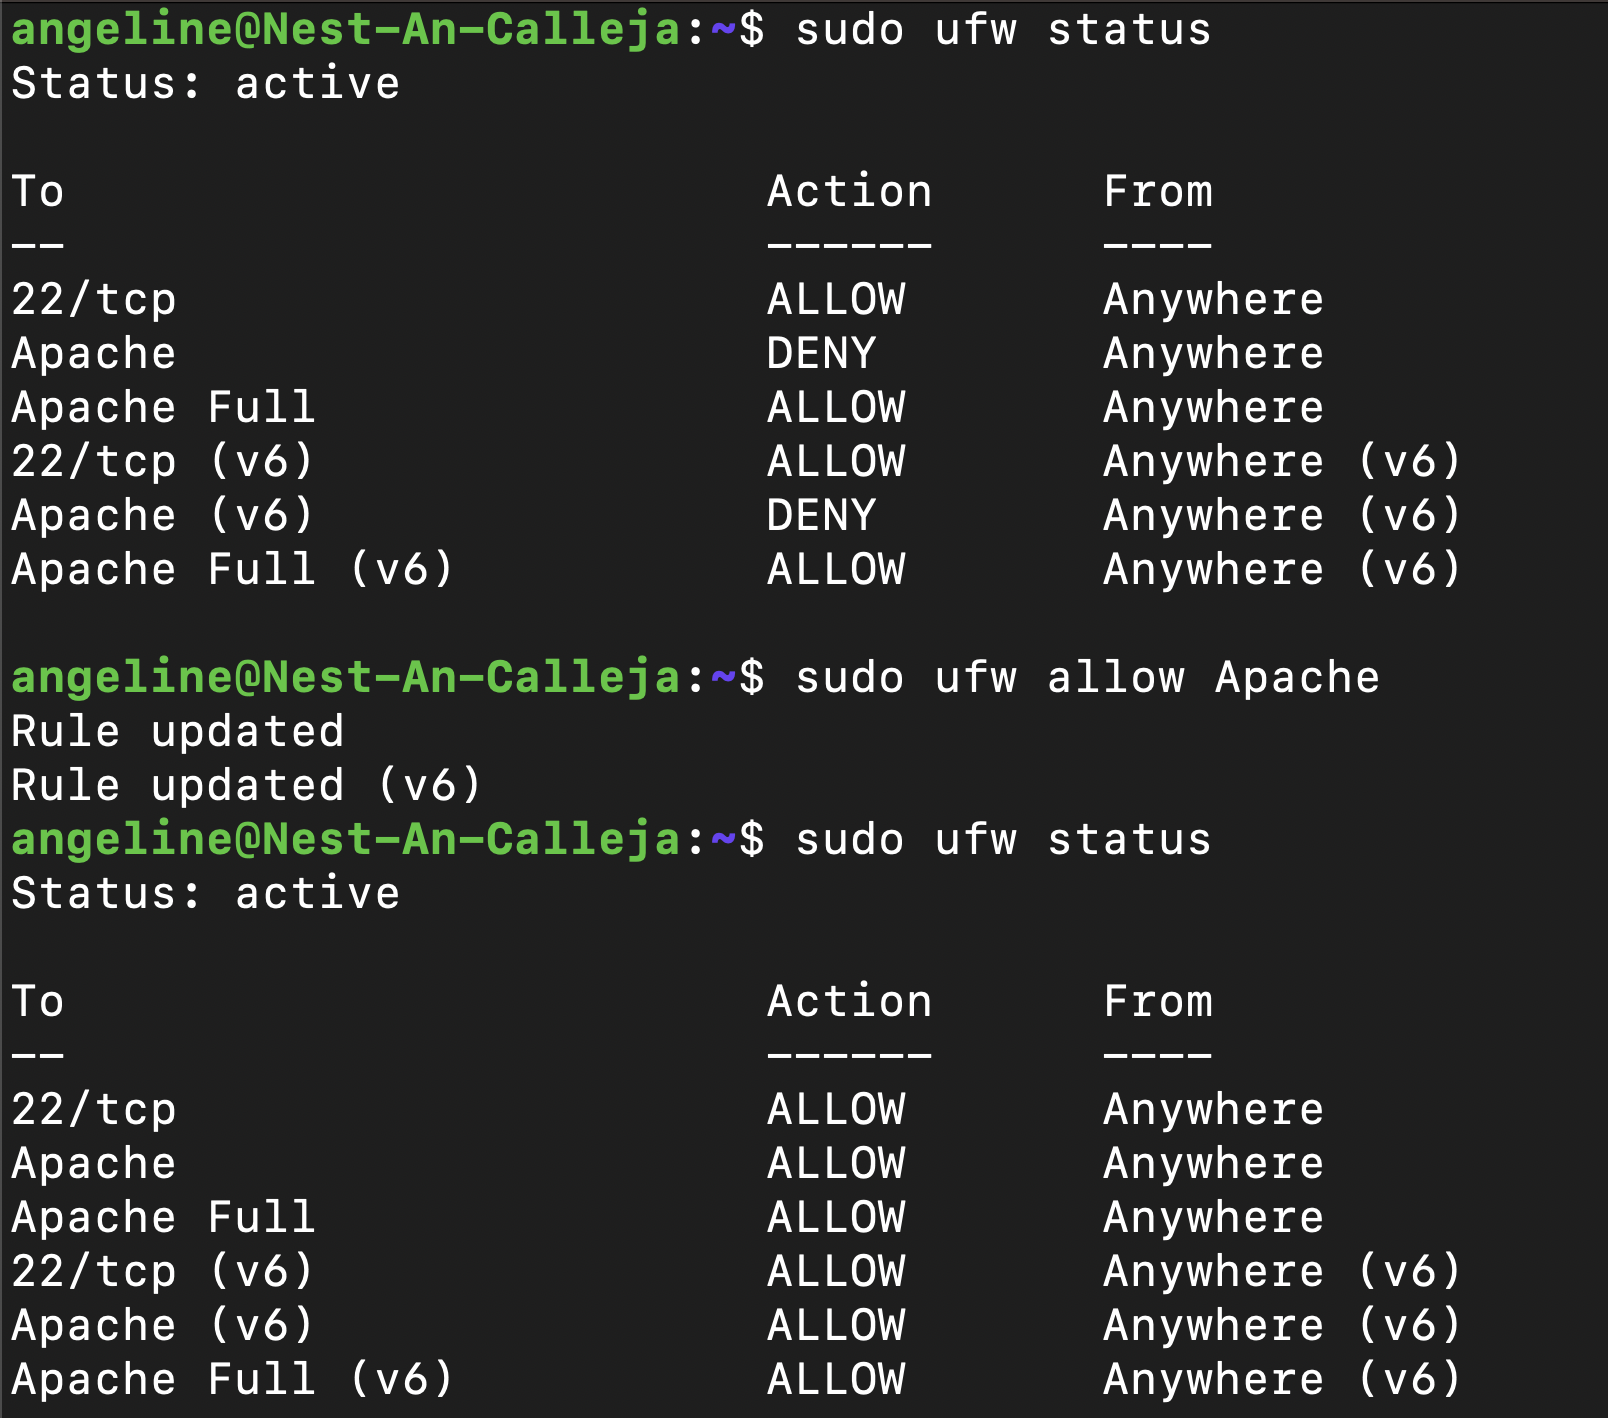 angeline@Nest-An-Calleja:~$ sudo ufw status
Status: active
To                         Action      From
--                         ------      ----
22/tcp                     ALLOW       Anywhere
Apache                     DENY        Anywhere
Apache Full                ALLOW       Anywhere
22/tcp (v6)                ALLOW       Anywhere (v6)
Apache (v6)                DENY        Anywhere (v6)
Apache Full (v6)           ALLOW       Anywhere (v6)
angeline@Nest-An-Calleja:~$ sudo ufw allow Apache
Rule updated
Rule updated (v6)
angeline@Nest-An-Calleja:~$ sudo ufw status
Status: active
To                         Action      From
--                         ------      ----
22/tcp                     ALLOW       Anywhere
Apache                     ALLOW       Anywhere
Apache Full                ALLOW       Anywhere
22/tcp (v6)                ALLOW       Anywhere (v6)
Apache (v6)                ALLOW       Anywhere (v6)
Apache Full (v6)           ALLOW       Anywhere (v6)